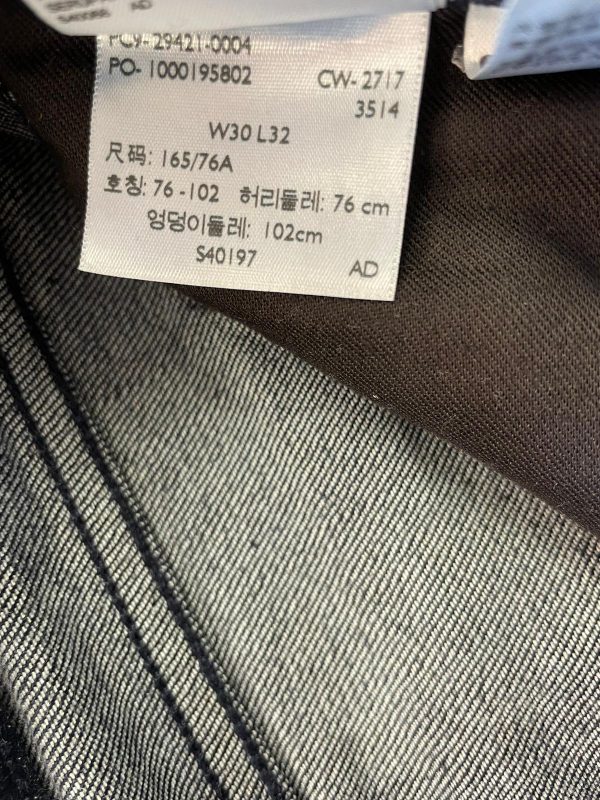 AD
PC9-29421-0004
PO- 1000195802 CW- 2717
3514
W30 L32
尺码: 165/76A
호칭: 76 -102 허리둘레: 76 cm
엉덩이둘레: 102cm
S40197
AD